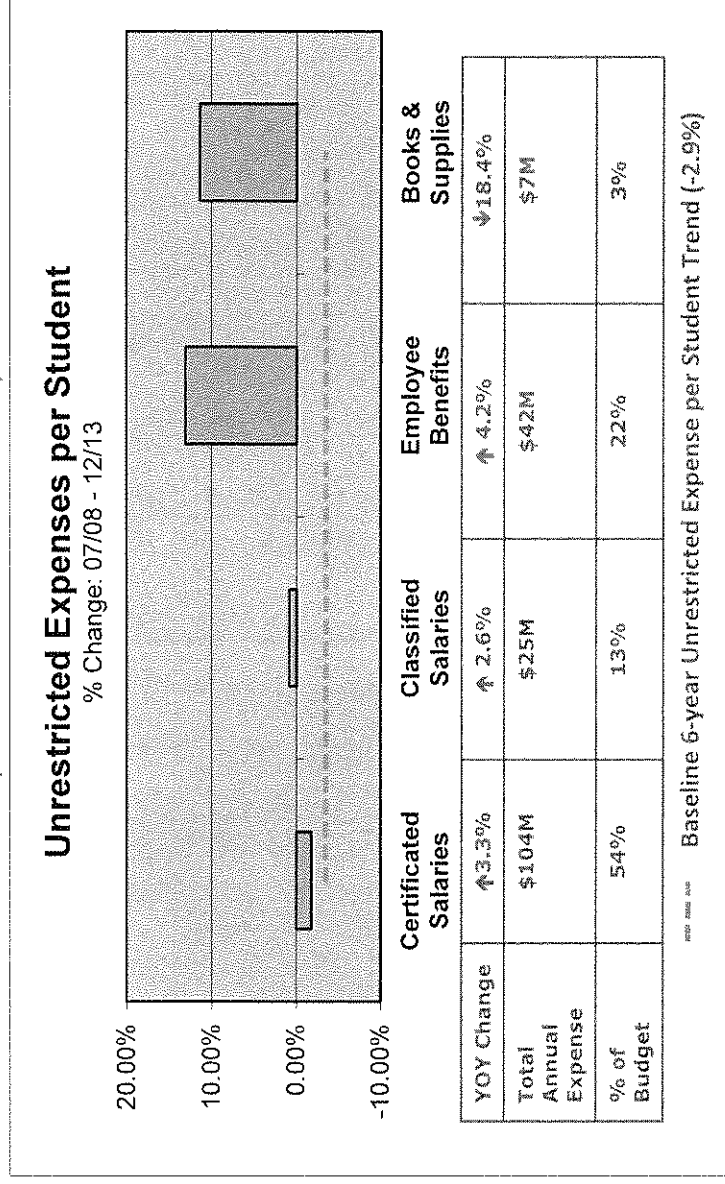 Unrestricted Expenses per Student
% Change: 07/08 - 12/13
20.00%
10.00%
0.00%
-10.00%
Certificated Salaries
Classified Salaries
Employee Benefits
Books & Supplies
YOY Change ↑3.3% ↑ 2.6% ↑ 4.2% ↓18.4%
Total Annual Expense $104M $25M $42M $7M
% of Budget 54% 13% 22% 3%
Baseline 6-year Unrestricted Expense per Student Trend (-2.9%)